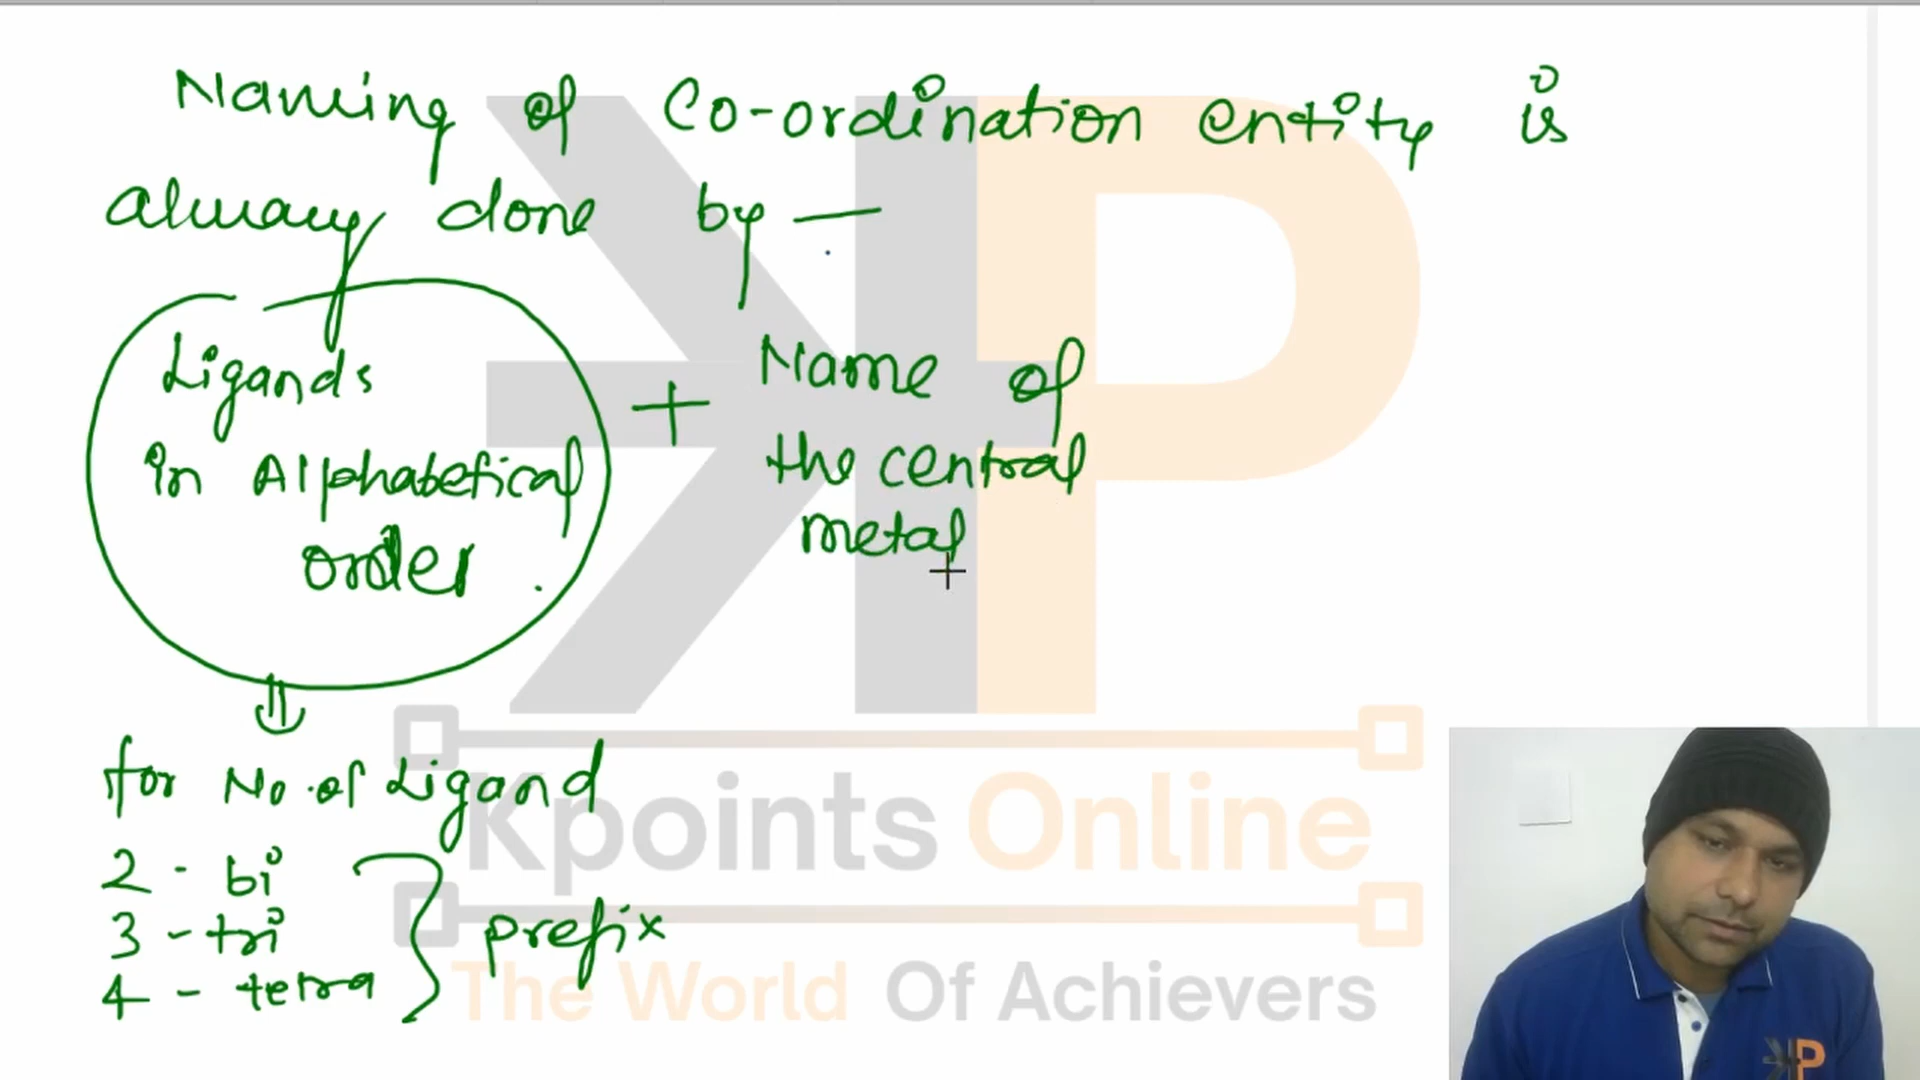 Naming of Co-ordination entity is
always done by —
Ligands
in Alphabetical
order
+
Name of
the central
metal
for No. of Ligand
2 - bi
3 - tri
4 - tetra
prefix
Kpoints Online
The World Of Achievers
KP